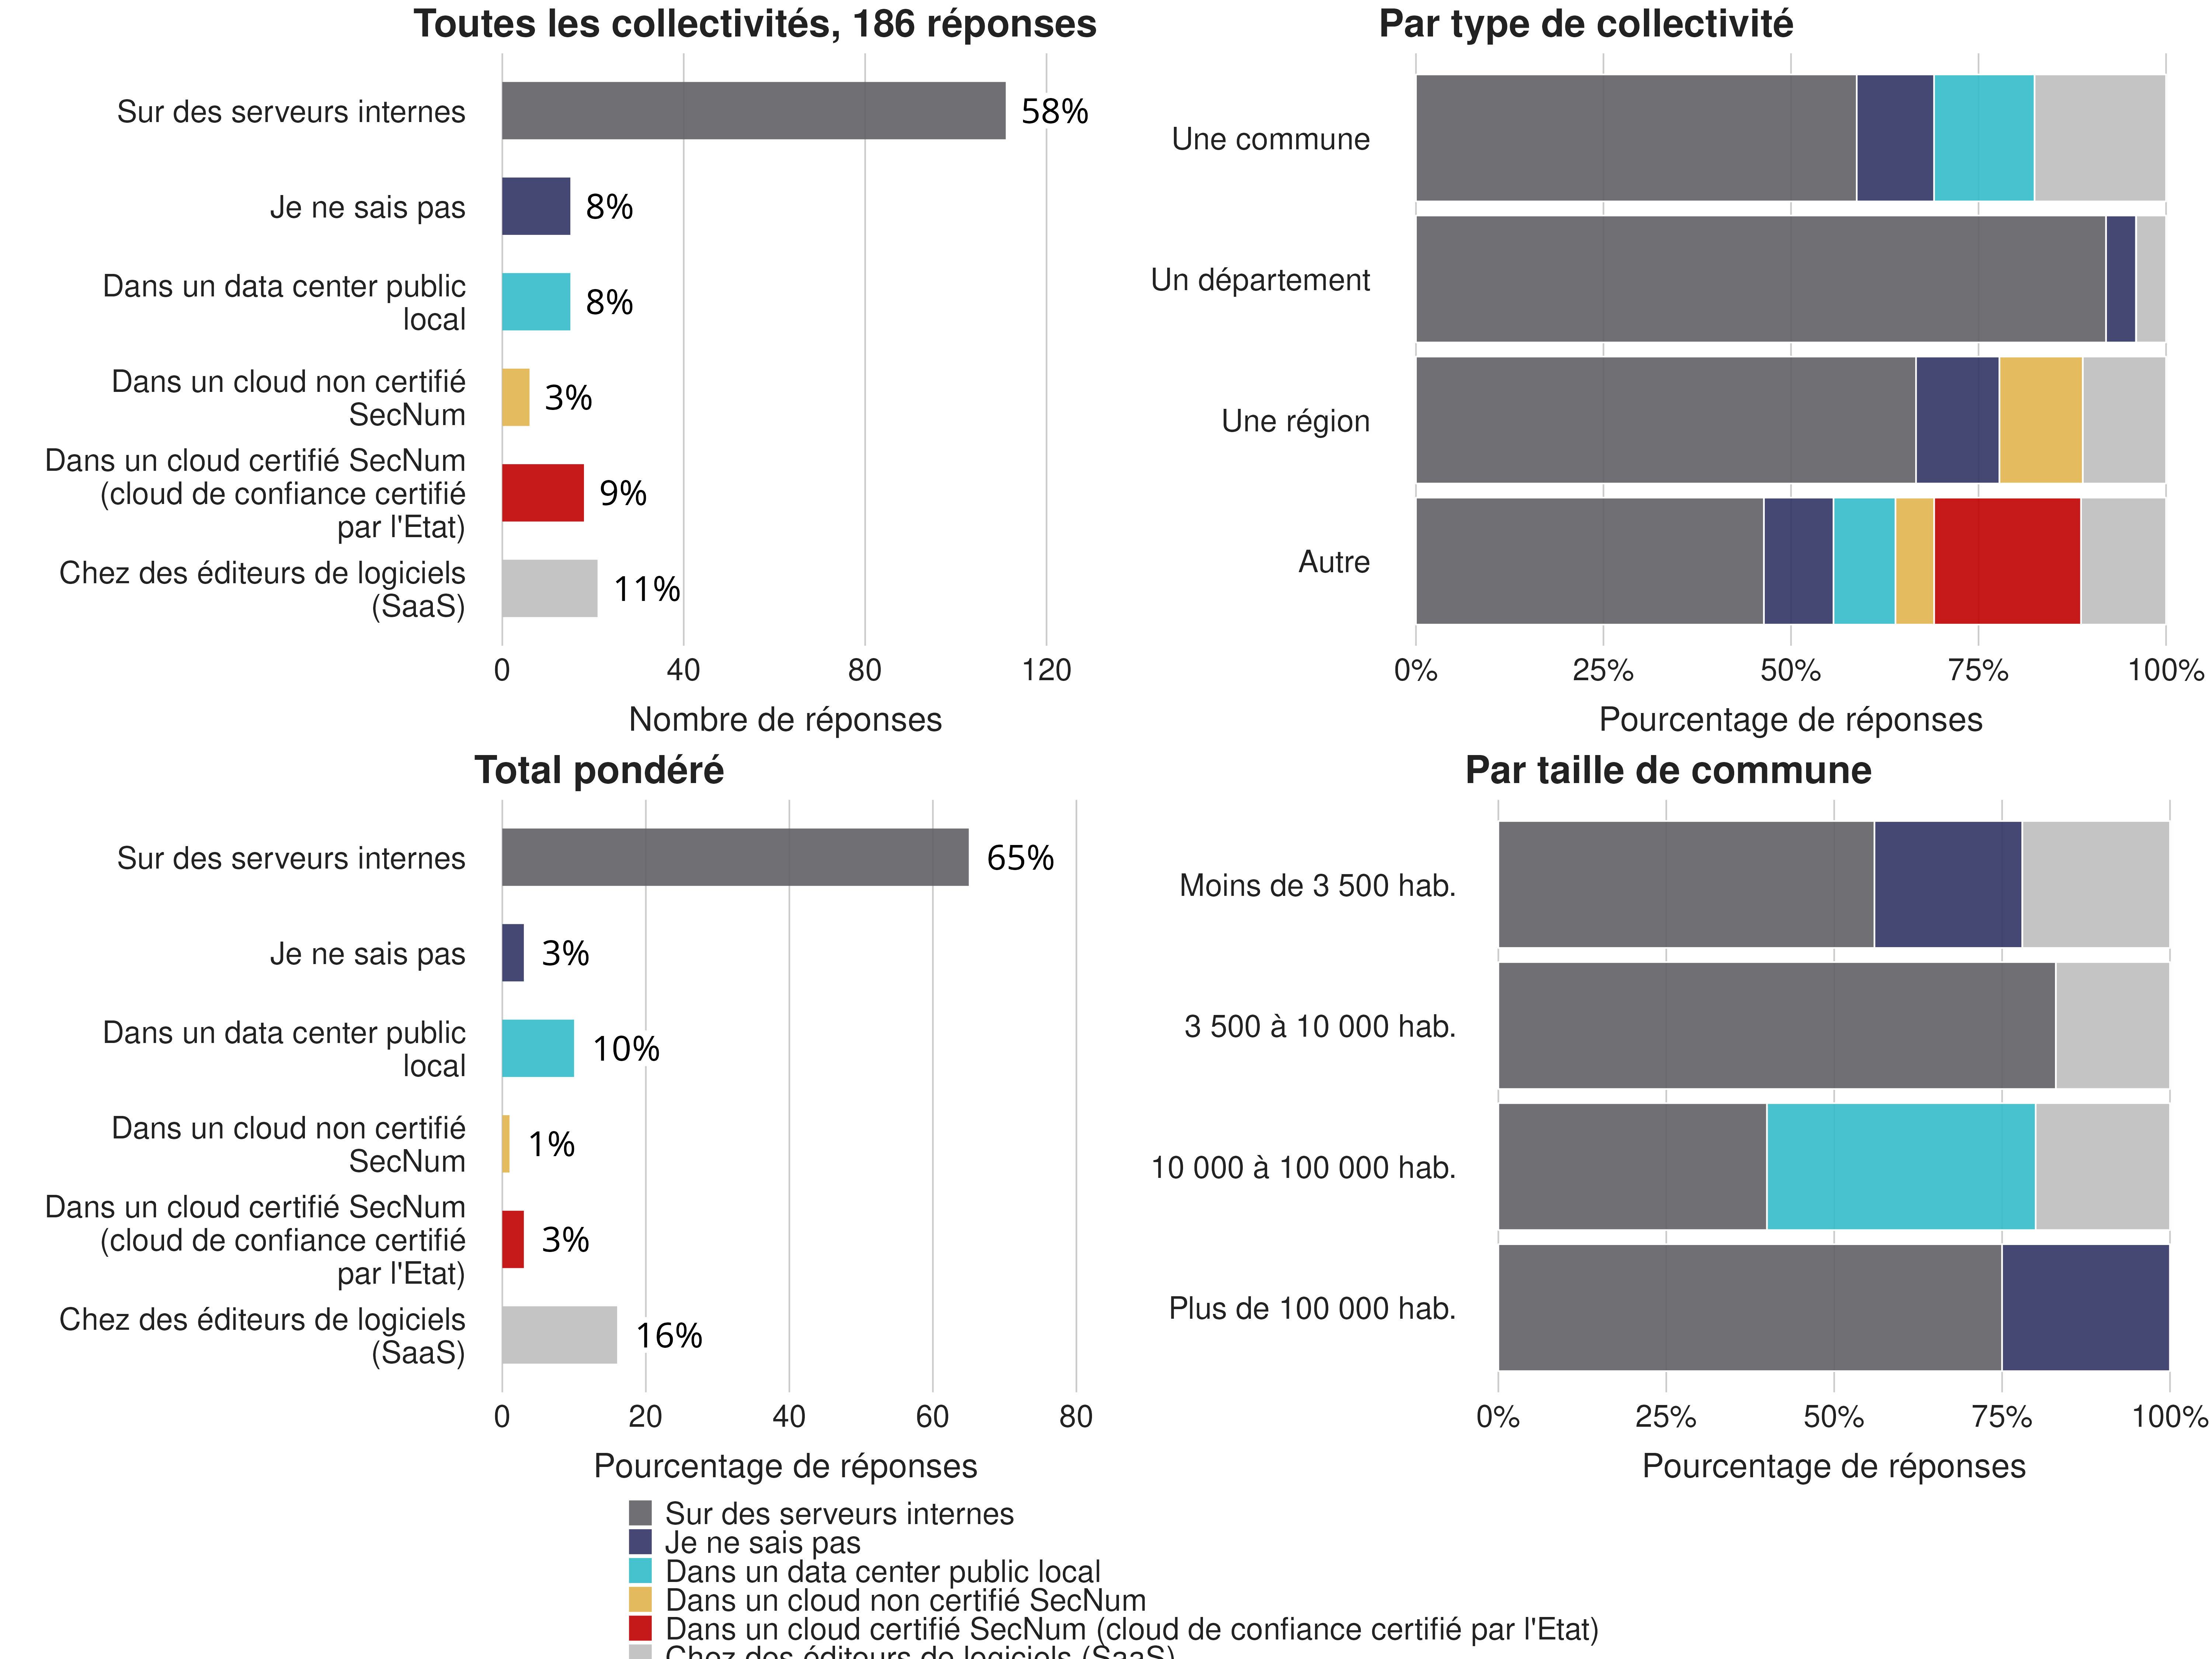 Toutes les collectivités, 186 réponses
Sur des serveurs internes
58%
Je ne sais pas
8%
Dans un data center public
local
8%
Dans un cloud non certifié
SecNum
3%
Dans un cloud certifié SecNum
(cloud de confiance certifié
par l'Etat)
9%
Chez des éditeurs de logiciels
(SaaS)
11%
0 40 80 120
Nombre de réponses
Par type de collectivité
Une commune
Un département
Une région
Autre
0% 25% 50% 75% 100%
Pourcentage de réponses
Total pondéré
Sur des serveurs internes
65%
Je ne sais pas
3%
Dans un data center public
local
10%
Dans un cloud non certifié
SecNum
1%
Dans un cloud certifié SecNum
(cloud de confiance certifié
par l'Etat)
3%
Chez des éditeurs de logiciels
(SaaS)
16%
0 20 40 60 80
Pourcentage de réponses
Par taille de commune
Moins de 3 500 hab.
3 500 à 10 000 hab.
10 000 à 100 000 hab.
Plus de 100 000 hab.
0% 25% 50% 75% 100%
Pourcentage de réponses
Sur des serveurs internes
Je ne sais pas
Dans un data center public local
Dans un cloud non certifié SecNum
Dans un cloud certifié SecNum (cloud de confiance certifié par l'Etat)
Chez des éditeurs de logiciels (SaaS)